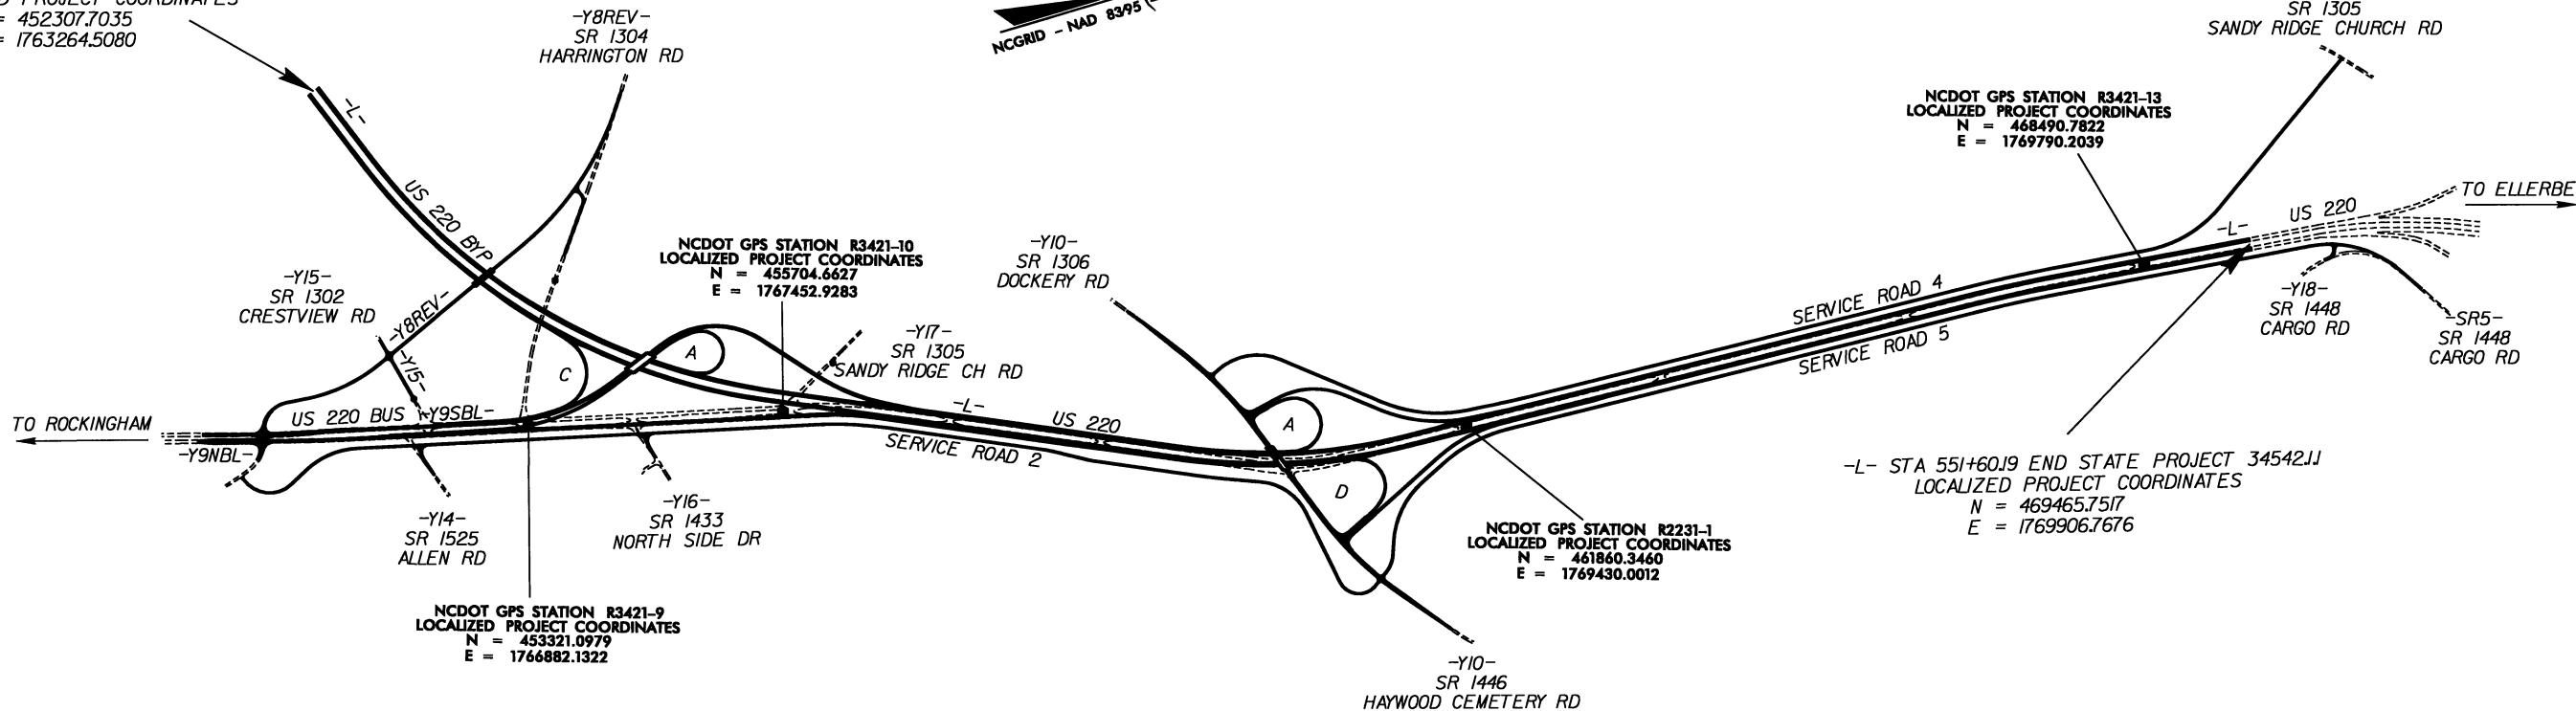 PROJECT COORDINATES
= 452307.7035
= 1763264.5080
-Y8REV-
SR 1304
HARRINGTON RD
NCGRID - NAD 83/95
SR 1305
SANDY RIDGE CHURCH RD
NCDOT GPS STATION R3421-13
LOCALIZED PROJECT COORDINATES
N = 468490.7822
E = 1769790.2039
TO ELLERBE
US 220
-L-
-L-
US 220 BYP
-Y15-
SR 1302
CRESTVIEW RD
-Y8REV-
-Y15-
NCDOT GPS STATION R3421-10
LOCALIZED PROJECT COORDINATES
N = 455704.6627
E = 1767452.9283
-Y10-
SR 1306
DOCKERY RD
-Y17-
SR 1305
SANDY RIDGE CH RD
A
C
SERVICE ROAD 4
SERVICE ROAD 5
-Y18-
SR 1448
CARGO RD
-SR5-
SR 1448
CARGO RD
TO ROCKINGHAM
US 220 BUS
-Y9SBL-
-Y9NBL-
-L-
US 220
SERVICE ROAD 2
A
D
-L- STA 551+60.19 END STATE PROJECT 34542.1.1
LOCALIZED PROJECT COORDINATES
N = 469465.7517
E = 1769906.7676
-Y14-
SR 1525
ALLEN RD
-Y16-
SR 1433
NORTH SIDE DR
NCDOT GPS STATION R2231-1
LOCALIZED PROJECT COORDINATES
N = 461860.3460
E = 1769430.0012
NCDOT GPS STATION R3421-9
LOCALIZED PROJECT COORDINATES
N = 453321.0979
E = 1766882.1322
-Y10-
SR 1446
HAYWOOD CEMETERY RD